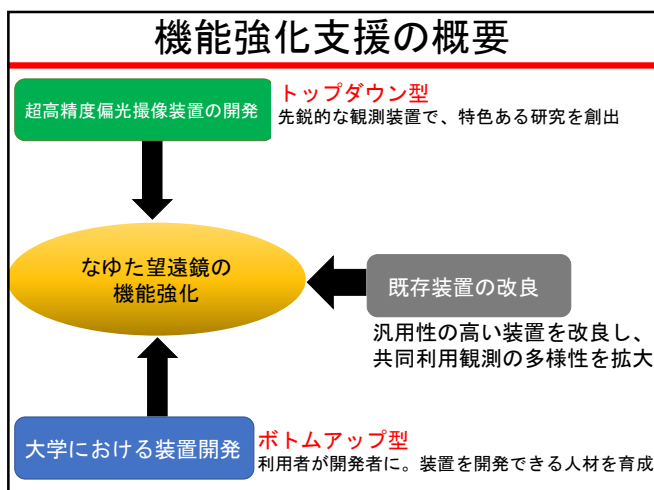 機能強化支援の概要
超高精度偏光撮像装置の開発
トップダウン型
先鋭的な観測装置で、特色ある研究を創出
なゆた望遠鏡の
機能強化
既存装置の改良
汎用性の高い装置を改良し、
共同利用観測の多様性を拡大
大学における装置開発
ボトムアップ型
利用者が開発者に。装置を開発できる人材を育成